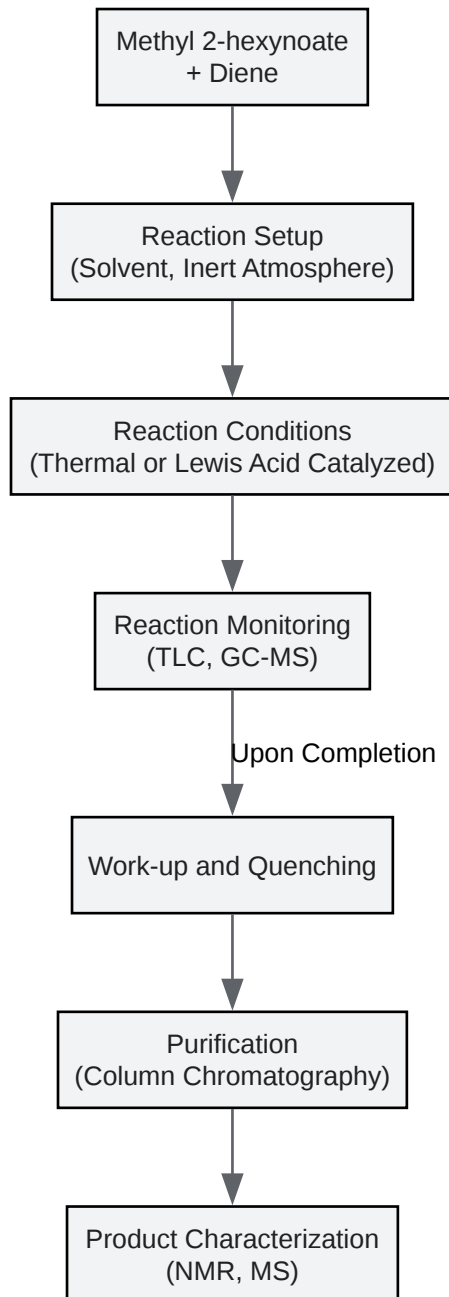 Methyl 2-hexynoate
+ Diene
Reaction Setup
(Solvent, Inert Atmosphere)
Reaction Conditions
(Thermal or Lewis Acid Catalyzed)
Reaction Monitoring
(TLC, GC-MS)
Upon Completion
Work-up and Quenching
Purification
(Column Chromatography)
Product Characterization
(NMR, MS)